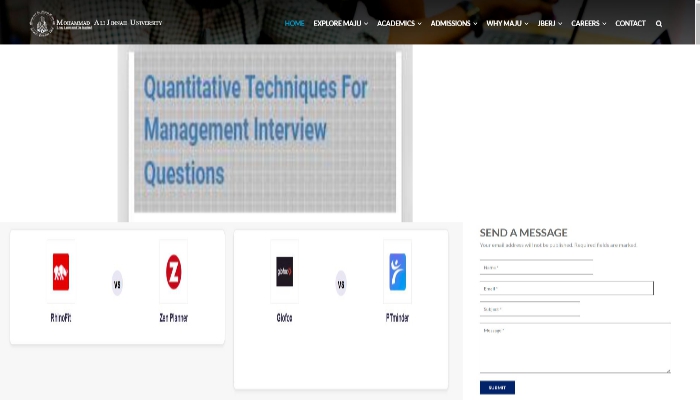 MOHAMMAD ALI JINNAH UNIVERSITY
HOME EXPLORE MAJU ACADEMICS ADMISSIONS WHY MAJU JBERJ CAREERS CONTACT
Quantitative Techniques For
Management Interview
Questions
VS
RhinoFit Zen Planner
glofox VS
Glofox PTminder
SEND A MESSAGE
Your email address will not be published. Required fields are marked.
Name *
Email *
Subject *
Message *
SUBMIT